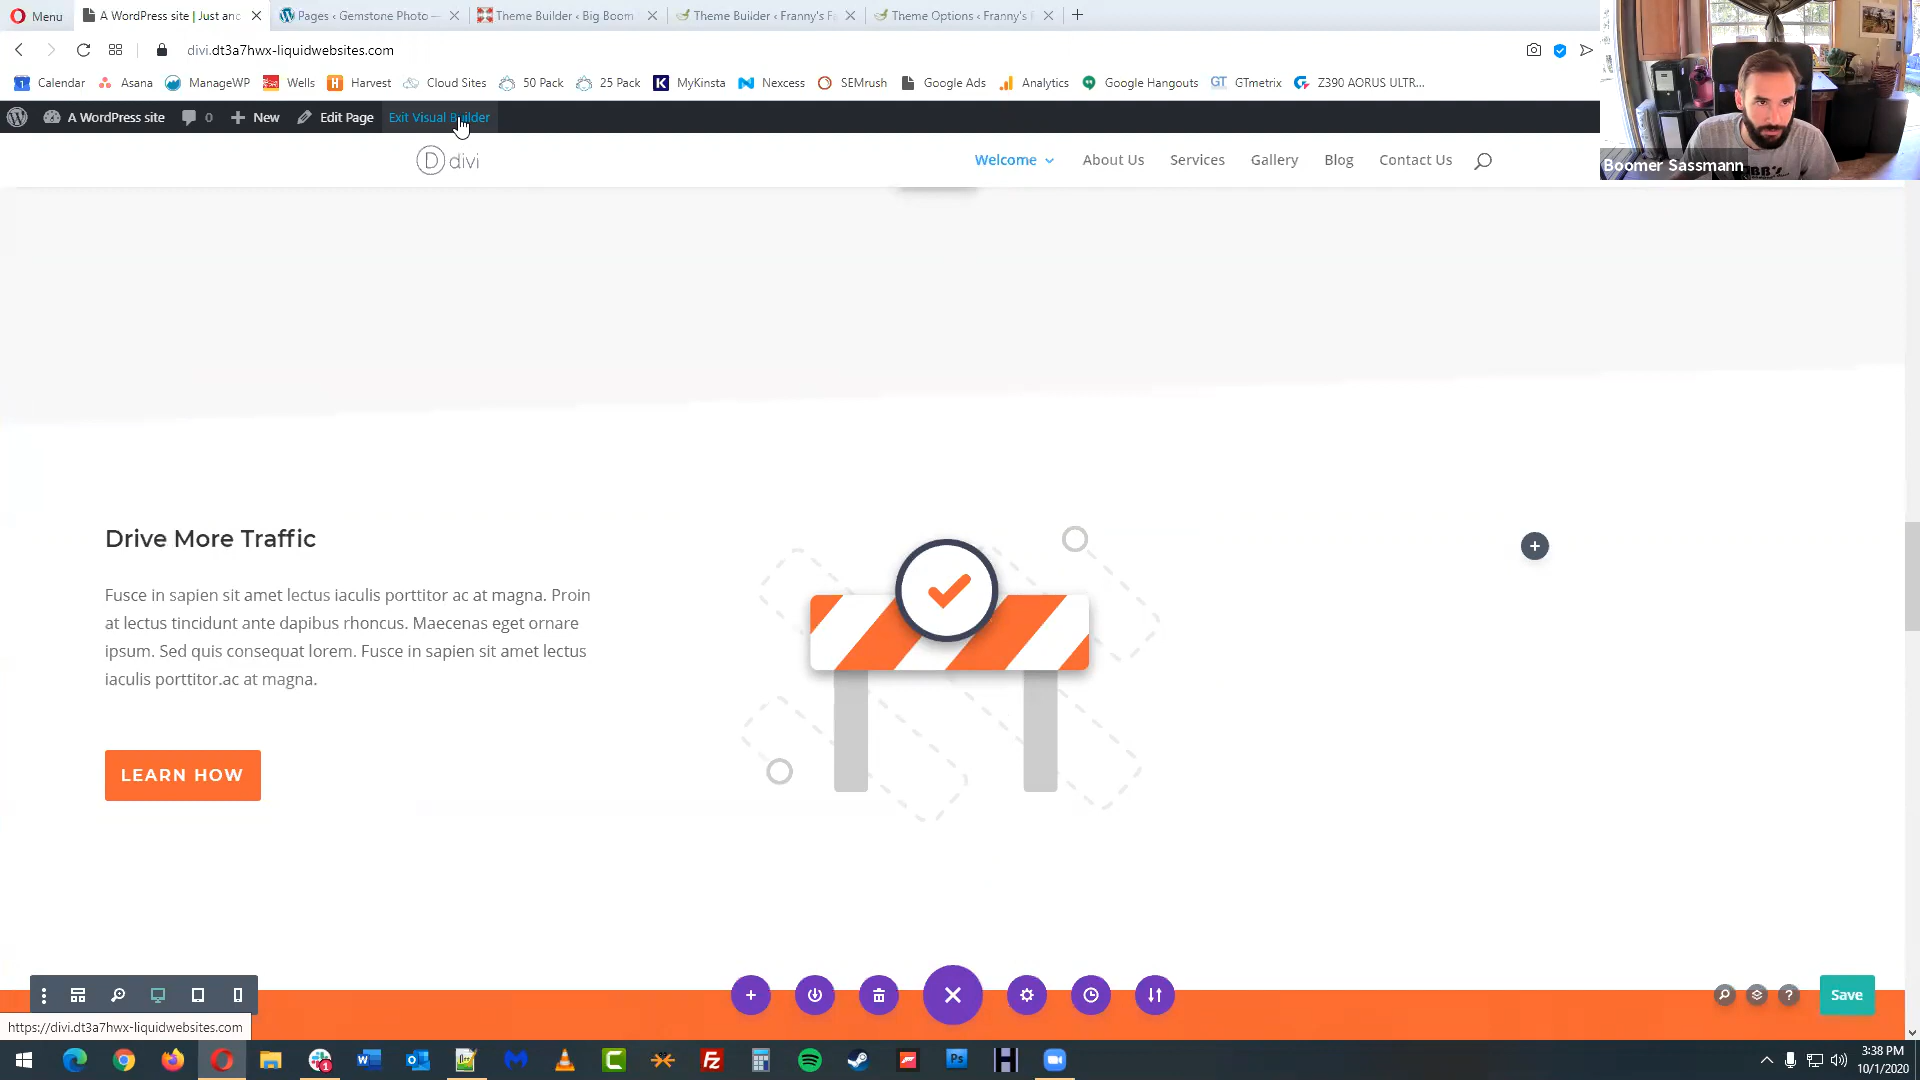 Menu
A WordPress site | Just anc
Pages ‹ Gemstone Photo —
Theme Builder ‹ Big Boom
Theme Builder ‹ Franny's F
Theme Options ‹ Franny's
divi.dt3a7hwx-liquidwebsites.com
Calendar
Asana
ManageWP
Wells
Harvest
Cloud Sites
50 Pack
25 Pack
MyKinsta
Nexcess
SEMrush
Google Ads
Analytics
Google Hangouts
GT GTmetrix
Z390 AORUS ULTR...
A WordPress site
0
New
Edit Page
Exit Visual Builder
Boomer Sassmann
D divi
Welcome
About Us
Services
Gallery
Blog
Contact Us
Drive More Traffic
Fusce in sapien sit amet lectus iaculis porttitor ac at magna. Proin
at lectus tincidunt ante dapibus rhoncus. Maecenas eget ornare
ipsum. Sed quis consequat lorem. Fusce in sapien sit amet lectus
iaculis porttitor.ac at magna.
LEARN HOW
Save
https://divi.dt3a7hwx-liquidwebsites.com
3:38 PM
10/1/2020